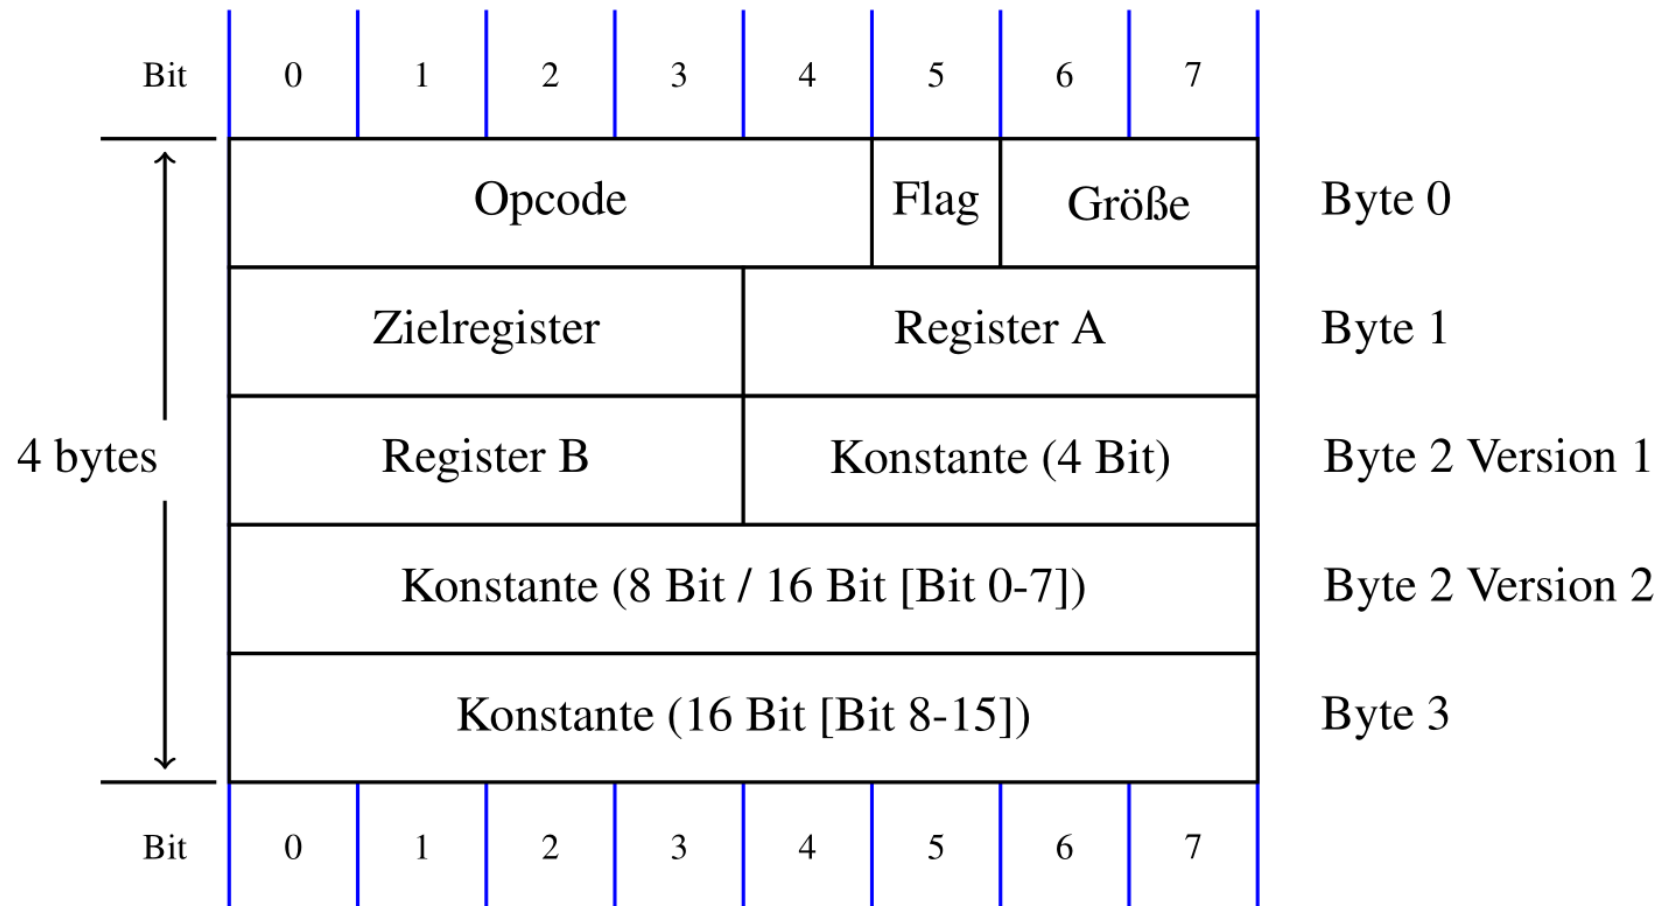 Bit 0 1 2 3 4 5 6 7
Opcode Flag Größe Byte 0
Zielregister Register A Byte 1
4 bytes Register B Konstante (4 Bit) Byte 2 Version 1
Konstante (8 Bit / 16 Bit [Bit 0-7]) Byte 2 Version 2
Konstante (16 Bit [Bit 8-15]) Byte 3
Bit 0 1 2 3 4 5 6 7